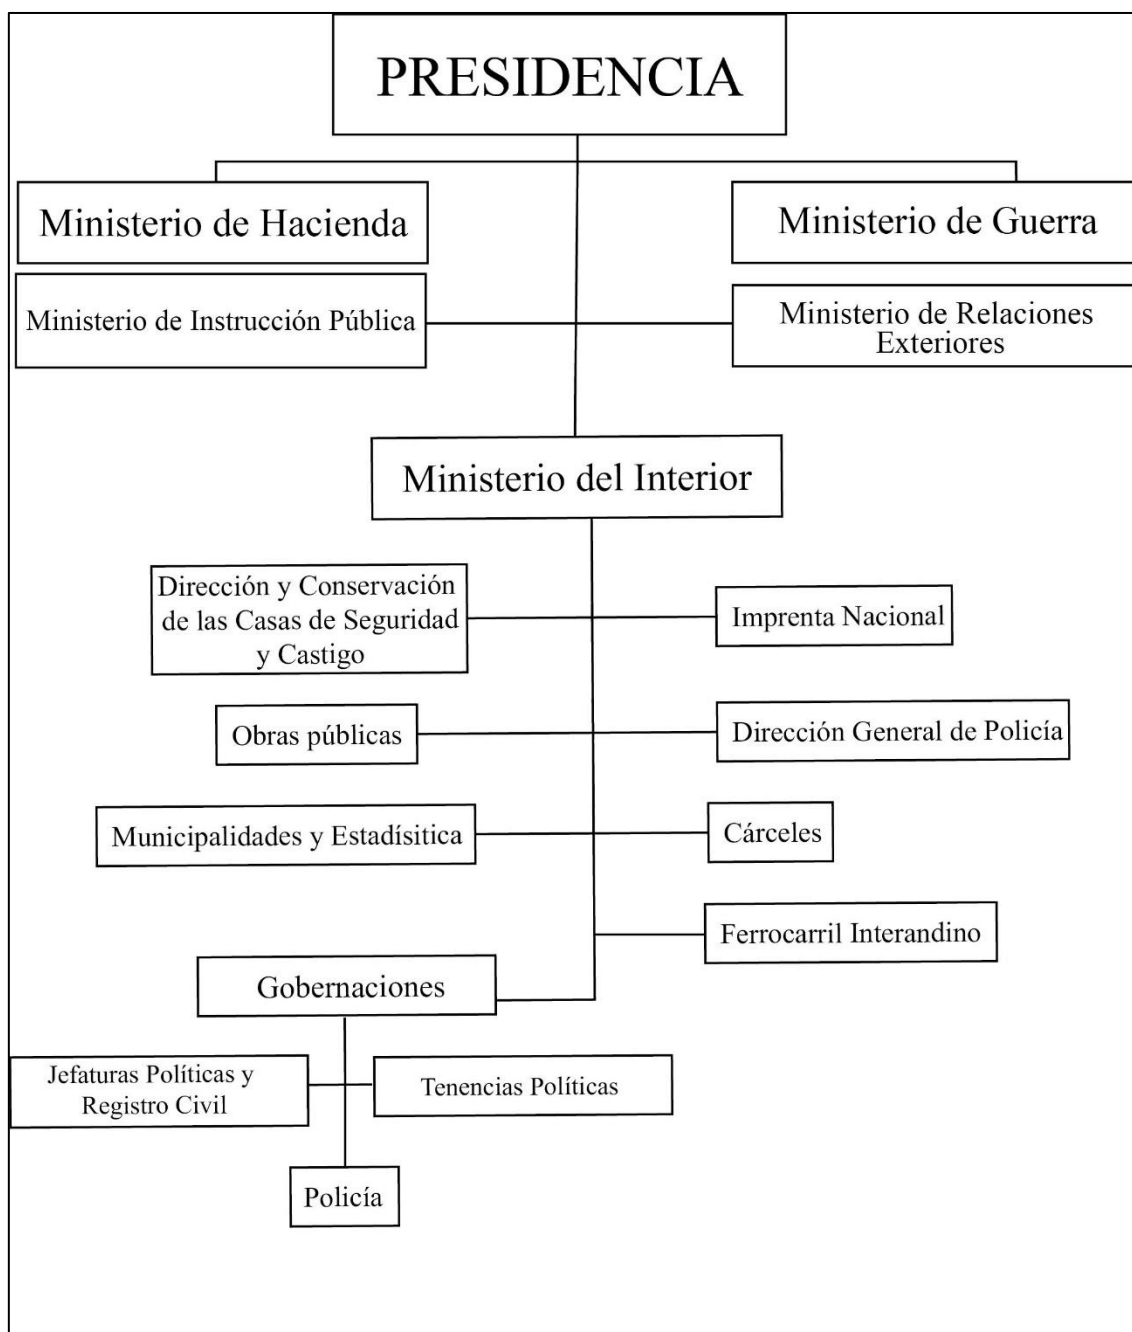 PRESIDENCIA
Ministerio de Hacienda
Ministerio de Guerra
Ministerio de Instrucción Pública
Ministerio de Relaciones
Exteriores
Ministerio del Interior
Dirección y Conservación
de las Casas de Seguridad
y Castigo
Imprenta Nacional
Obras públicas
Dirección General de Policía
Municipalidades y Estadísitica
Cárceles
Ferrocarril Interandino
Gobernaciones
Jefaturas Políticas y
Registro Civil
Tenencias Políticas
Policía